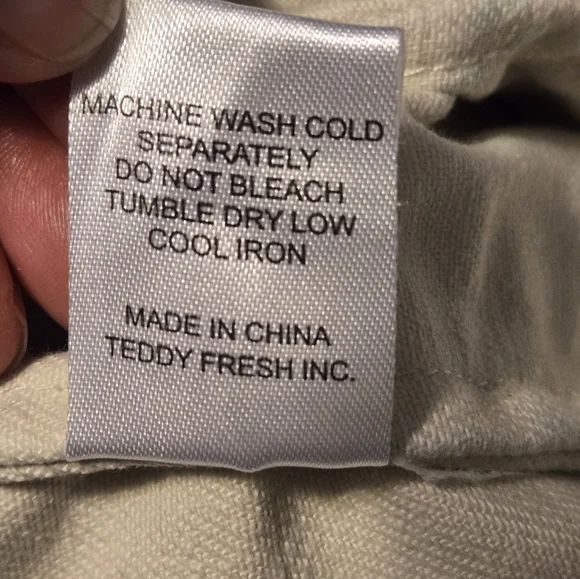 MACHINE WASH COLD
SEPARATELY
DO NOT BLEACH
TUMBLE DRY LOW
COOL IRON
MADE IN CHINA
TEDDY FRESH INC.